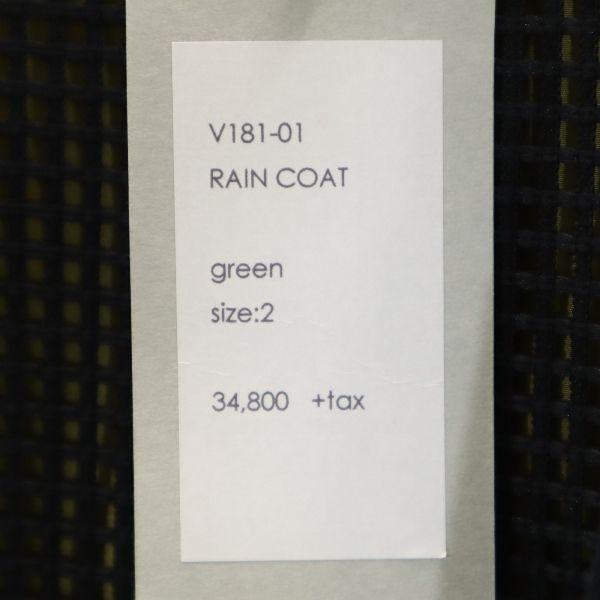 V181-01
RAIN COAT
green
size:2
34,800 +tax